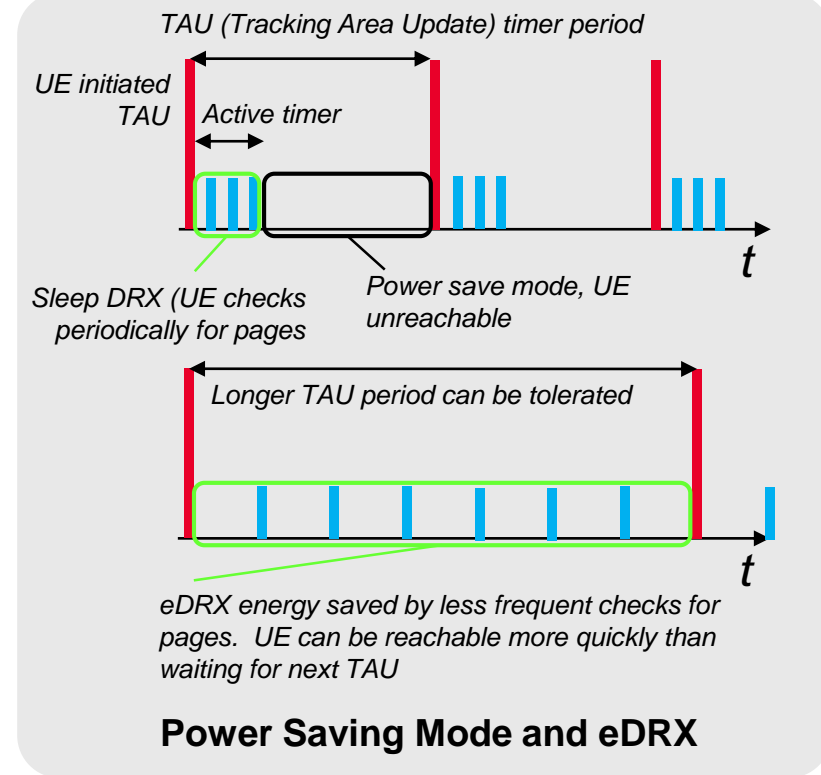 TAU (Tracking Area Update) timer period
UE initiated
TAU
Active timer
t
Sleep DRX (UE checks
periodically for pages
Power save mode, UE
unreachable
Longer TAU period can be tolerated
t
eDRX energy saved by less frequent checks for
pages.  UE can be reachable more quickly than
waiting for next TAU
Power Saving Mode and eDRX